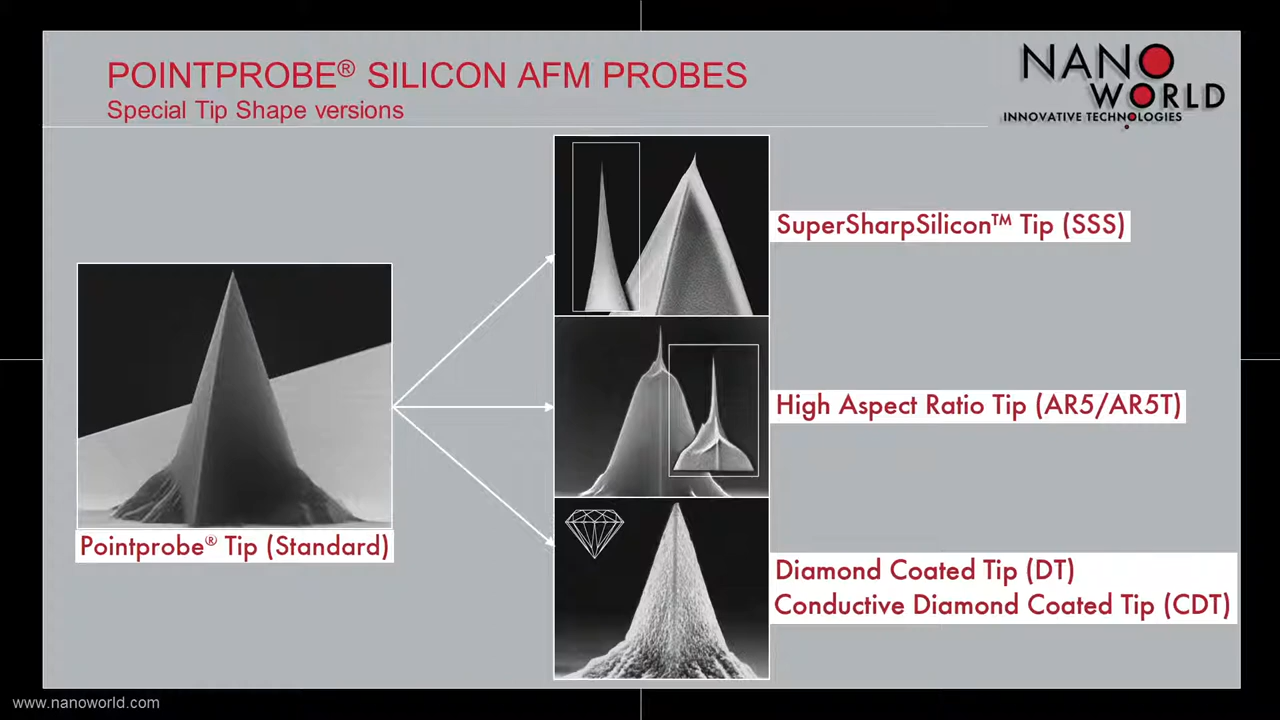 POINTPROBE® SILICON AFM PROBES
Special Tip Shape versions
NANO
WORLD
INNOVATIVE TECHNOLOGIES
SuperSharpSilicon™ Tip (SSS)
High Aspect Ratio Tip (AR5/AR5T)
Pointprobe® Tip (Standard)
Diamond Coated Tip (DT)
Conductive Diamond Coated Tip (CDT)
www.nanoworld.com